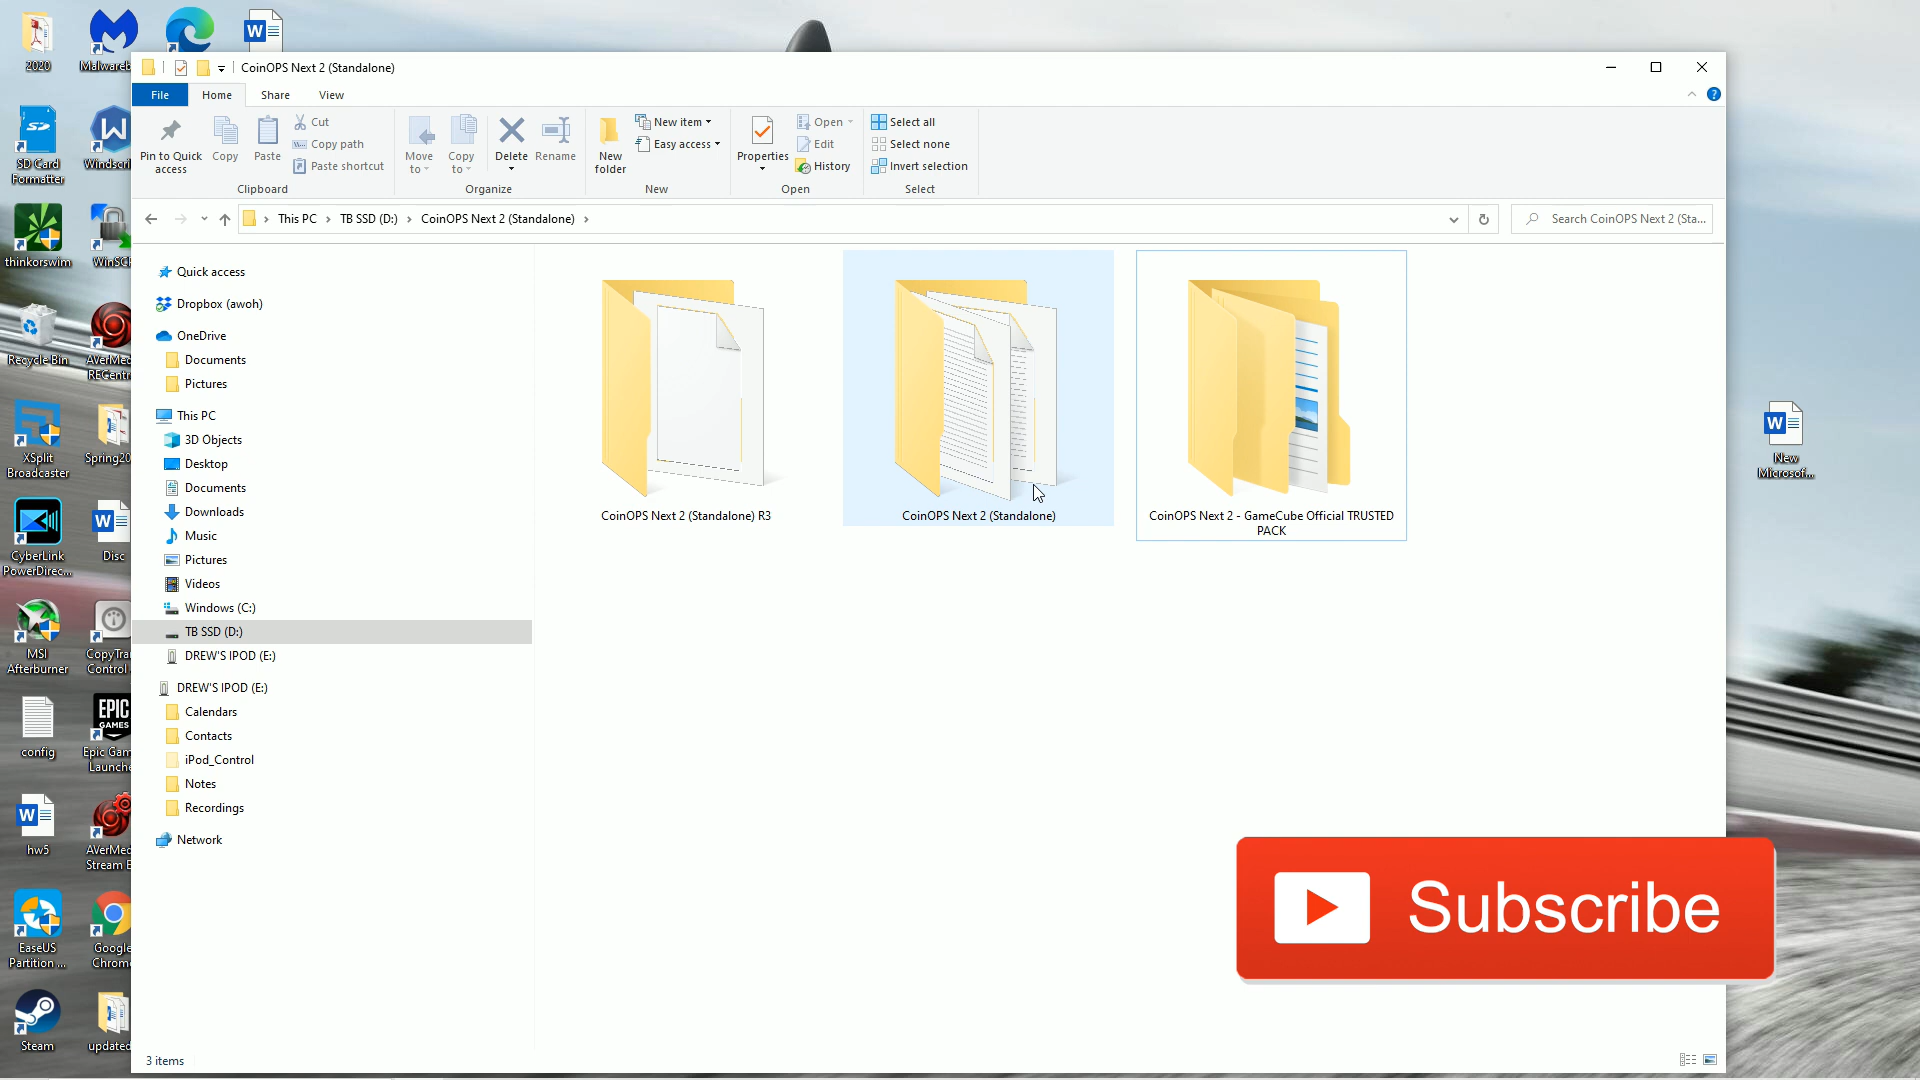 2020
Malwareb
CoinOPS Next 2 (Standalone)
File
Home
Share
View
Pin to Quick access
Copy
Paste
Cut
Copy path
Paste shortcut
Clipboard
Move to
Copy to
Delete
Rename
Organize
New folder
New item
Easy access
New
Properties
Open
Edit
History
Open
Select all
Select none
Invert selection
Select
This PC > TB SSD (D:) > CoinOPS Next 2 (Standalone) >
Search CoinOPS Next 2 (Sta...
Quick access
Dropbox (awoh)
OneDrive
Documents
Pictures
This PC
3D Objects
Desktop
Documents
Downloads
Music
Pictures
Videos
Windows (C:)
TB SSD (D:)
DREW'S IPOD (E:)
DREW'S IPOD (E:)
Calendars
Contacts
iPod_Control
Notes
Recordings
Network
CoinOPS Next 2 (Standalone) R3
CoinOPS Next 2 (Standalone)
CoinOPS Next 2 - GameCube Official TRUSTED
PACK
3 items
SD Card
Formatter
Windscri
thinkorswim
WinSCP
Recycle Bin
AVerMed
RECentr
XSplit
Broadcaster
Spring20
CyberLink
PowerDirec...
Disc
MSI
Afterburner
CopyTra
Control
config
EPIC
GAMES
Epic Gam
Launche
hw5
AVerMed
Stream E
EaseUS
Partition ...
Google
Chrome
Steam
updated
New
Microsof...
Subscribe